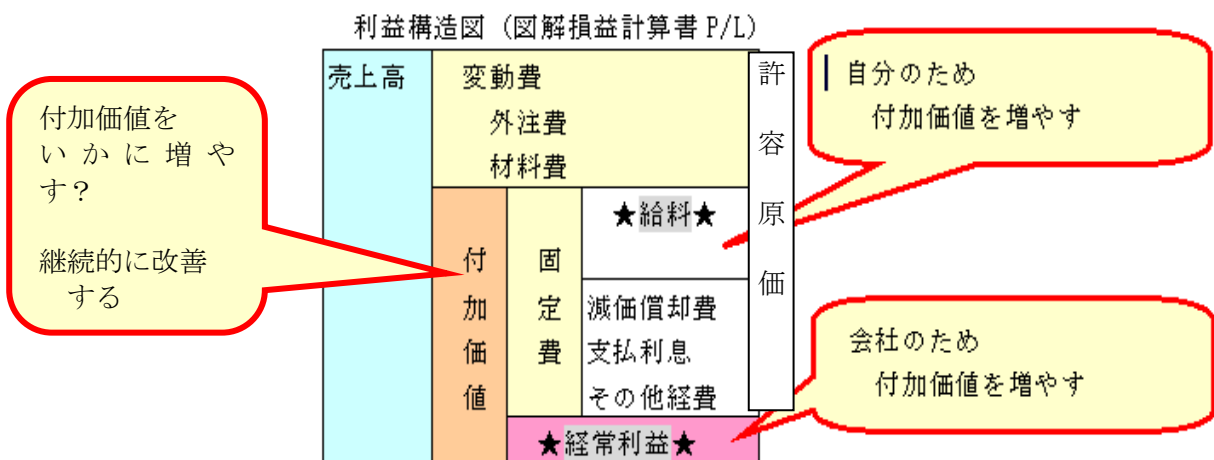 利益構造図（図解損益計算書 P/L）
付加価値を
いかに増や
す？
継続的に改善
する
売上高
変動費
外注費
材料費
付加価値
固定費
★給料★
減価償却費
支払利息
その他経費
★経常利益★
許容原価
自分のため
付加価値を増やす
会社のため
付加価値を増やす